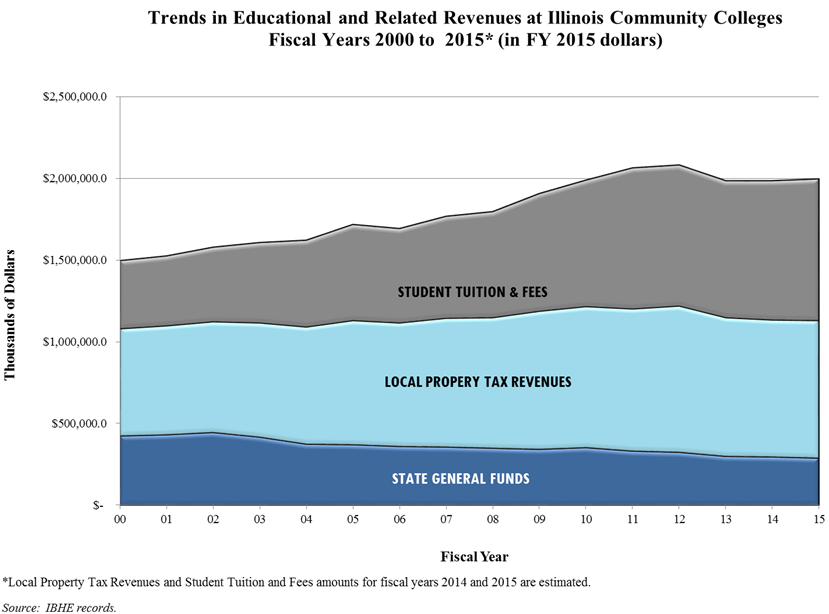 Trends in Educational and Related Revenues at Illinois Community Colleges
Fiscal Years 2000 to 2015* (in FY 2015 dollars)
Thousands of Dollars
$2,500,000.0
$2,000,000.0
$1,500,000.0
$1,000,000.0
$500,000.0
$-
STUDENT TUITION & FEES
LOCAL PROPERY TAX REVENUES
STATE GENERAL FUNDS
00 01 02 03 04 05 06 07 08 09 10 11 12 13 14 15
Fiscal Year
*Local Property Tax Revenues and Student Tuition and Fees amounts for fiscal years 2014 and 2015 are estimated.
Source: IBHE records.